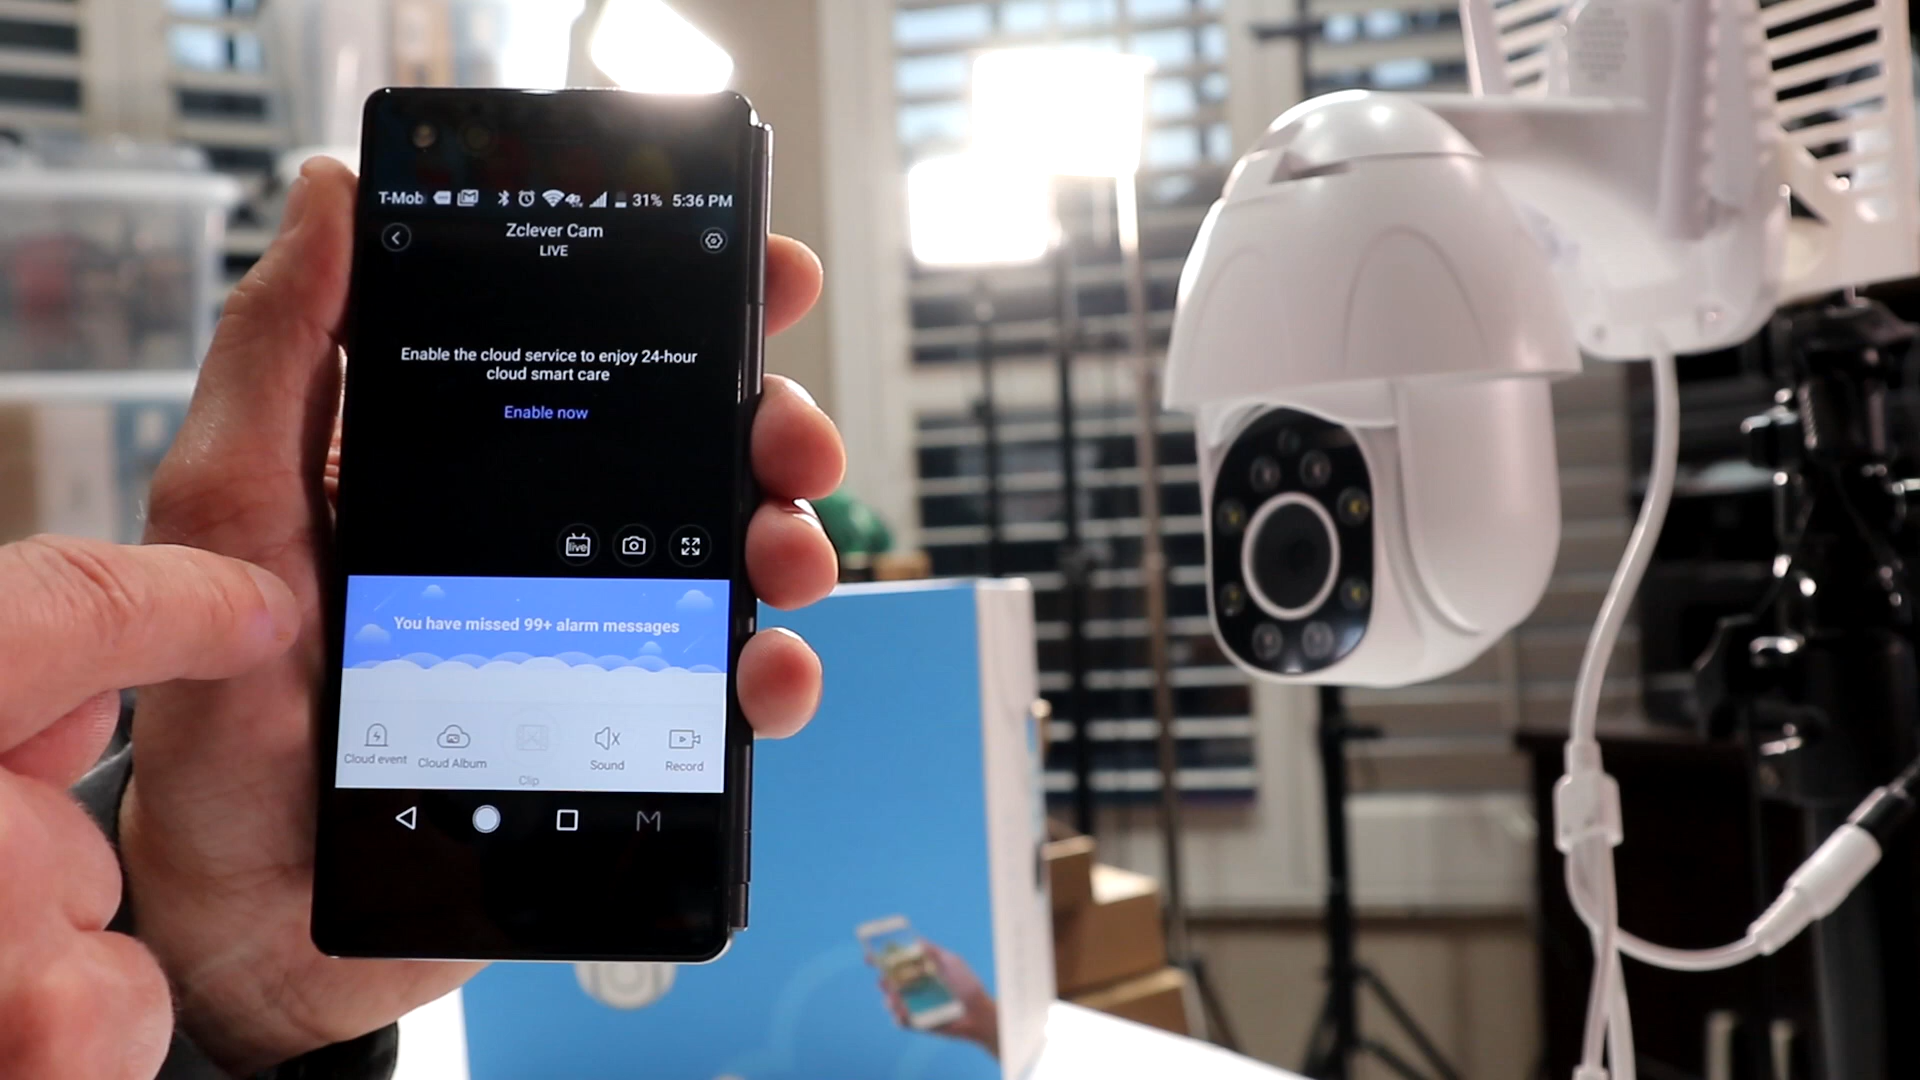 T-Mob 31% 5:36 PM
Zclever Cam
LIVE
Enable the cloud service to enjoy 24-hour
cloud smart care
Enable now
live
You have missed 99+ alarm messages
Cloud event Cloud Album Clip Sound Record